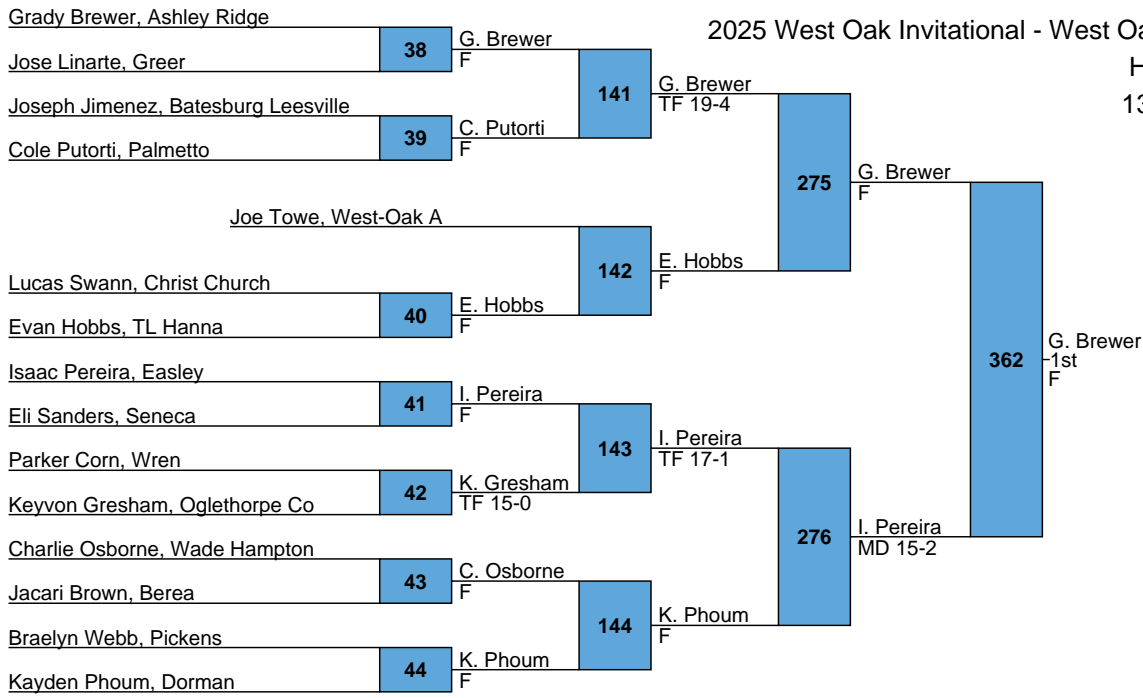 Grady Brewer, Ashley Ridge
2025 West Oak Invitational - West Oa
38
G. Brewer
F
Jose Linarte, Greer
H
141
G. Brewer
TF 19-4
13
Joseph Jimenez, Batesburg Leesville
39
C. Putorti
F
Cole Putorti, Palmetto
275
G. Brewer
F
Joe Towe, West-Oak A
142
E. Hobbs
F
Lucas Swann, Christ Church
40
E. Hobbs
F
Evan Hobbs, TL Hanna
362
G. Brewer
1st
F
Isaac Pereira, Easley
41
I. Pereira
F
Eli Sanders, Seneca
143
I. Pereira
TF 17-1
Parker Corn, Wren
42
K. Gresham
TF 15-0
Keyvon Gresham, Oglethorpe Co
276
I. Pereira
MD 15-2
Charlie Osborne, Wade Hampton
43
C. Osborne
F
Jacari Brown, Berea
144
K. Phoum
F
Braelyn Webb, Pickens
44
K. Phoum
F
Kayden Phoum, Dorman